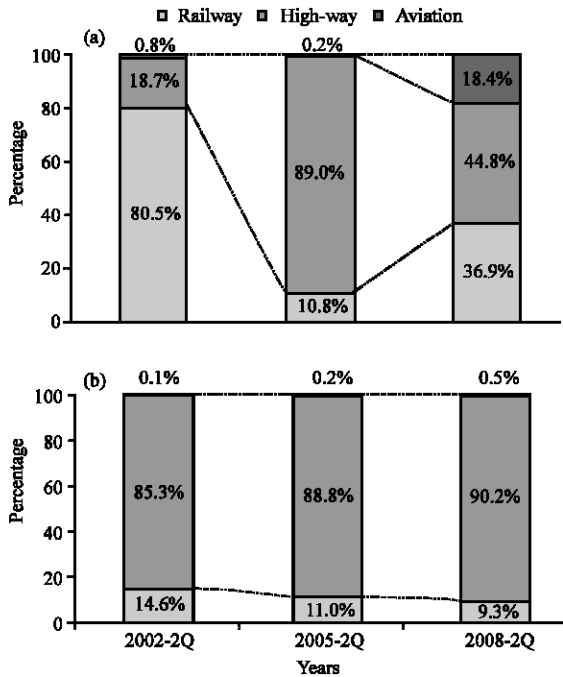 Railway High-way Aviation
(a)
0.8% 0.2%
100
80
60
40
20
0
Percentage
18.7%
80.5%
89.0%
10.8%
18.4%
44.8%
36.9%
(b)
0.1% 0.2% 0.5%
100
80
60
40
20
0
Percentage
85.3% 88.8% 90.2%
14.6% 11.0% 9.3%
2002-2Q 2005-2Q 2008-2Q
Years